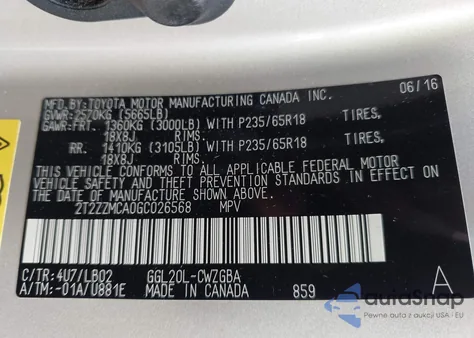 MFD. BY: TOYOTA MOTOR MANUFACTURING CANADA INC. 06/16
GVWR: 2570KG (5665LB)
GAWR: FRT. 1360KG (3000LB) WITH P235/65R18 TIRES,
18X8J RIMS.
RR. 1410KG (3105LB) WITH P235/65R18 TIRES,
18X8J RIMS.
THIS VEHICLE CONFORMS TO ALL APPLICABLE FEDERAL MOTOR
VEHICLE SAFETY AND THEFT PREVENTION STANDARDS IN EFFECT ON
THE DATE OF MANUFACTURE SHOWN ABOVE.
2T2ZZMCA0GC026568 MPV
C/TR: 4U7/LB02 GGL20L-CWZGBA
A/TM: -01A/U881E MADE IN CANADA 859 A
autoSnap
Pewne auta z USA i EU